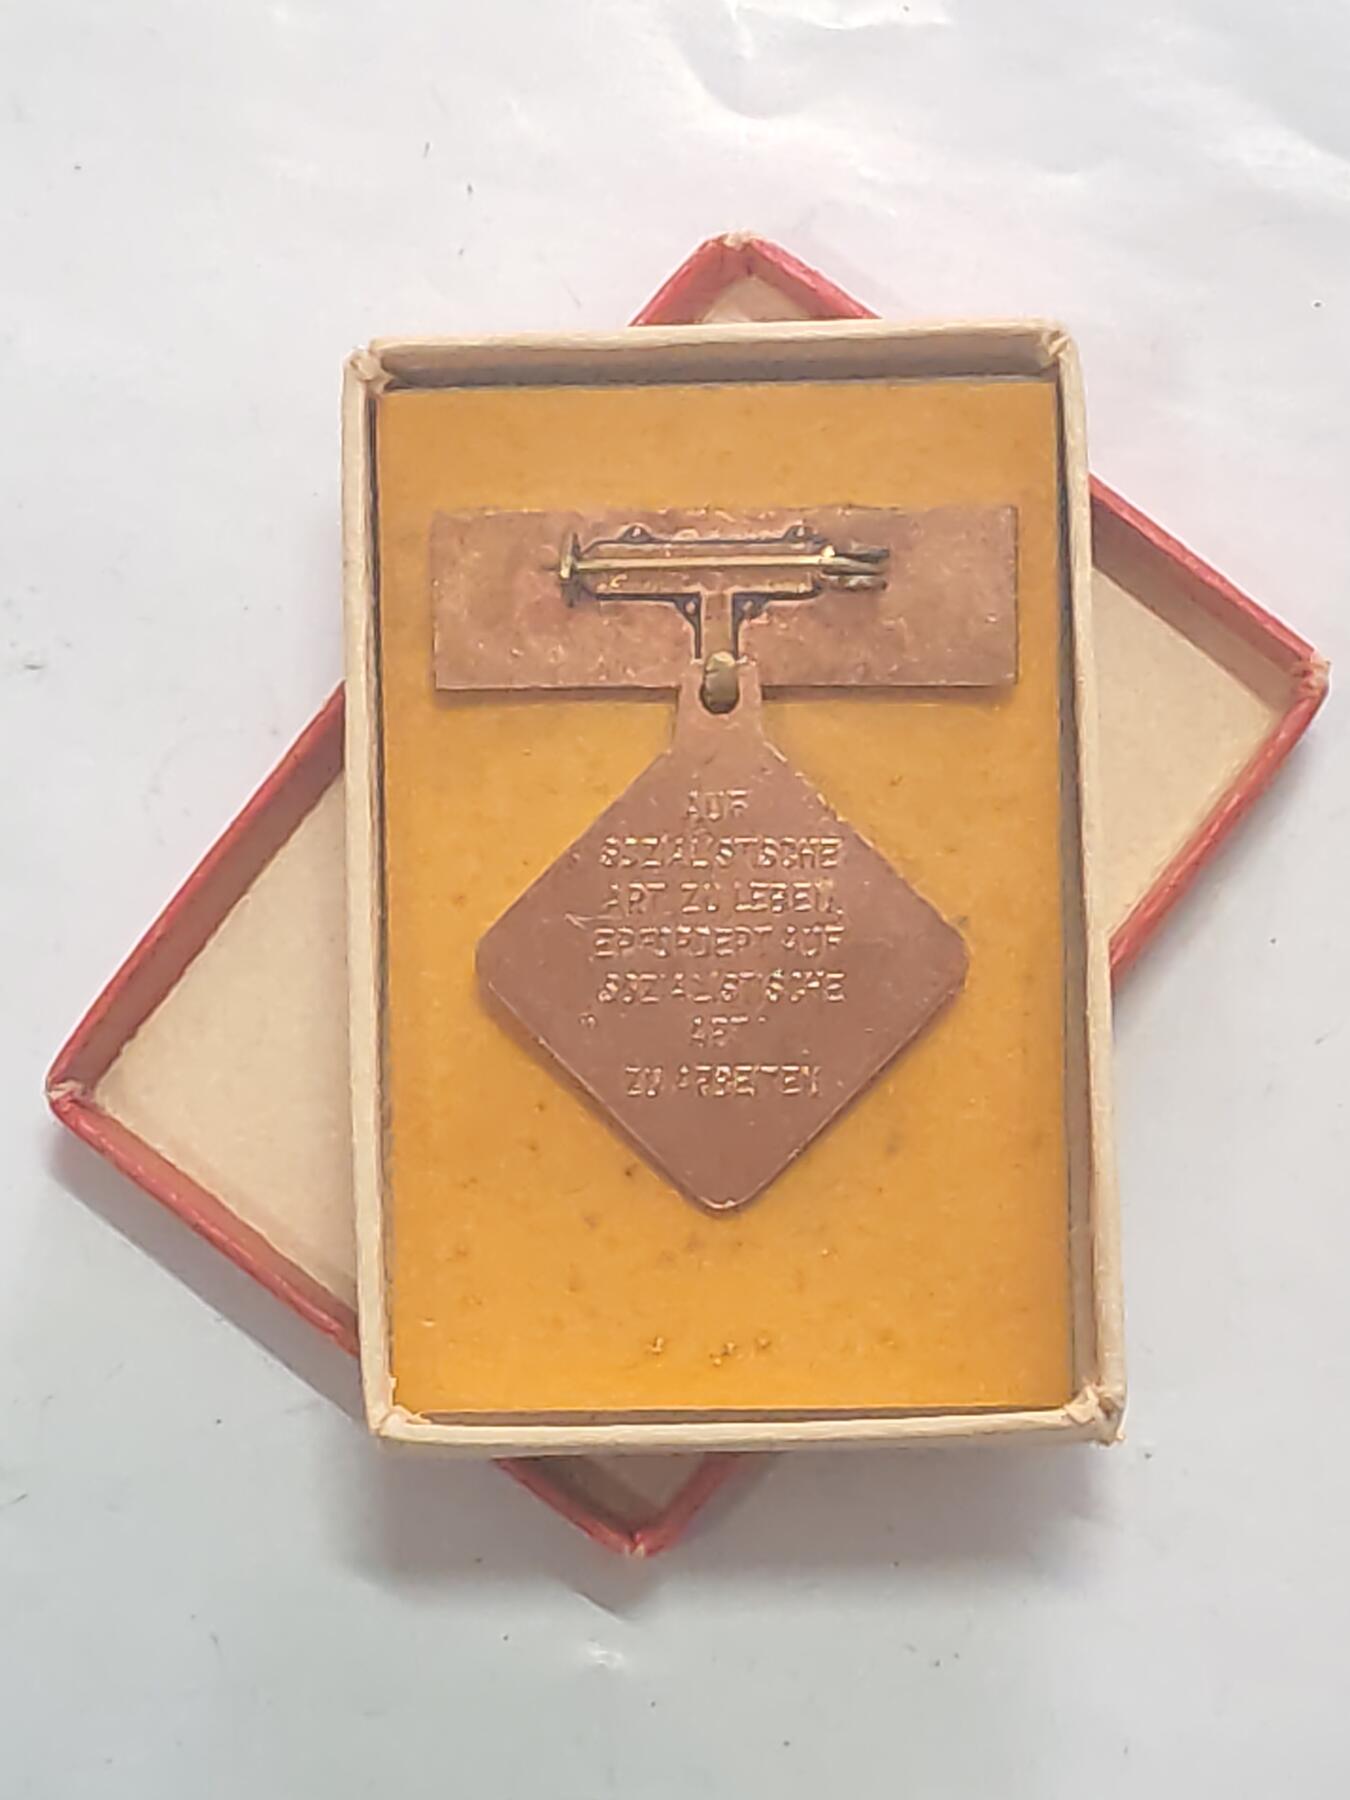 AUF
SOZIALISTISCHE
ART ZU LEBEN,
ERFORDERT AUF
SOZIALISTISCHE
ART
ZU ARBEITEN